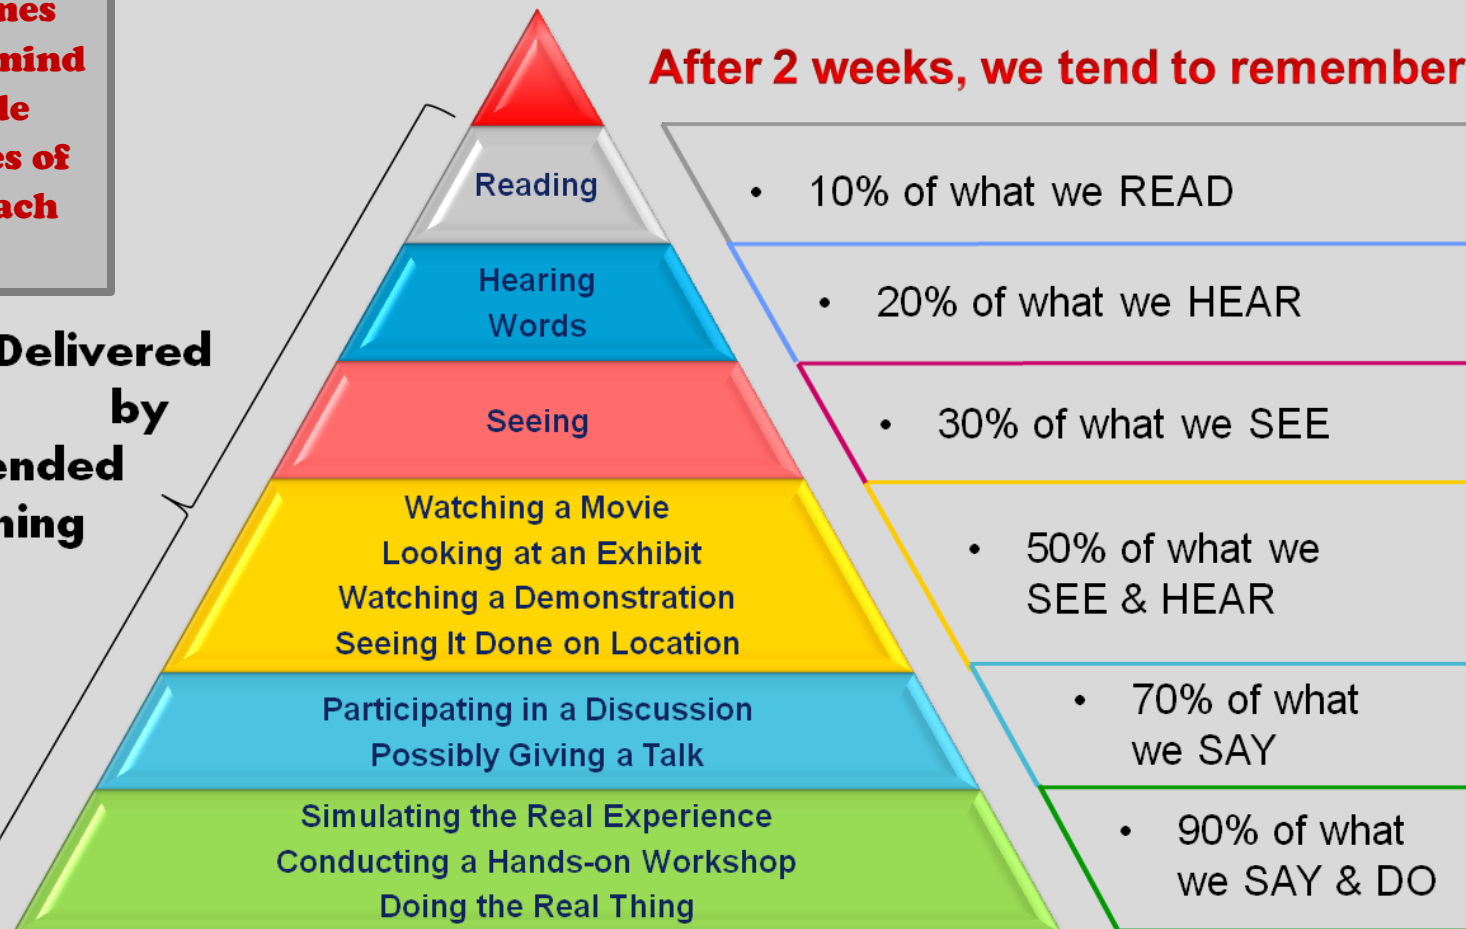 mind
of
After 2 weeks, we tend to remember
Reading
10% of what we READ
Hearing
Words
20% of what we HEAR
Delivered
by
Seeing
30% of what we SEE
Watching a Movie
Looking at an Exhibit
Watching a Demonstration
Seeing It Done on Location
50% of what we
SEE & HEAR
Participating in a Discussion
Possibly Giving a Talk
70% of what
we SAY
Simulating the Real Experience
Conducting a Hands-on Workshop
Doing the Real Thing
90% of what
we SAY & DO